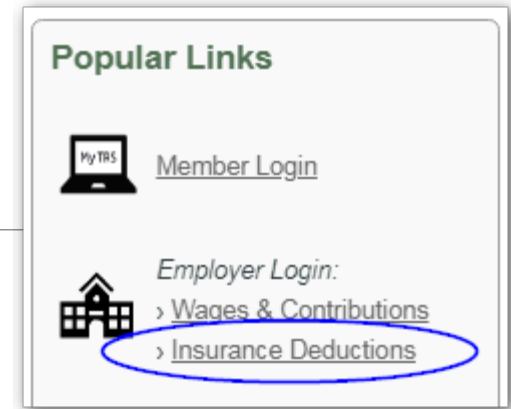 Popular Links
MyTRS
Member Login
Employer Login:
› Wages & Contributions
› Insurance Deductions